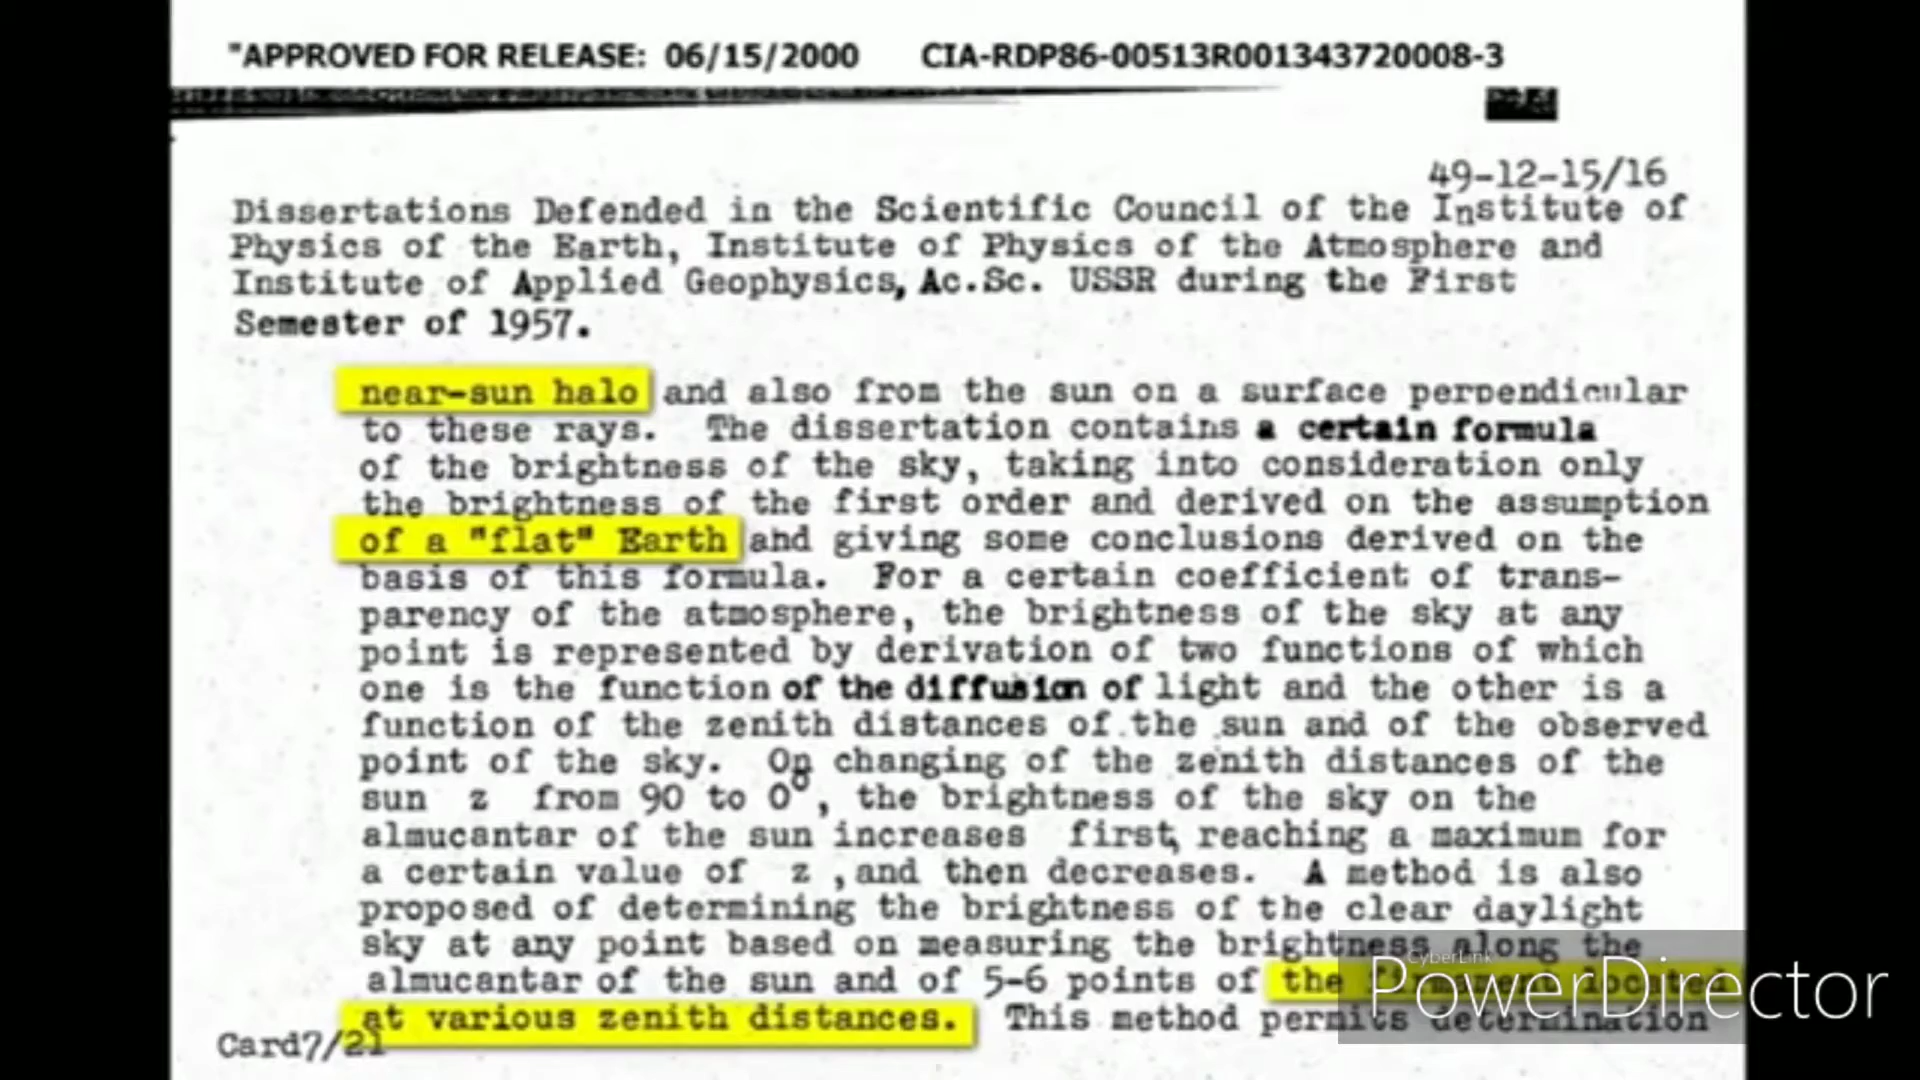 "APPROVED FOR RELEASE: 06/15/2000 CIA-RDP86-00513R001343720008-3
49-12-15/16
Dissertations Defended in the Scientific Council of the Institute of
Physics of the Earth, Institute of Physics of the Atmosphere and
Institute of Applied Geophysics, Ac.Sc. USSR during the First
Semester of 1957.
near-sun halo and also from the sun on a surface perpendicular
to these rays. The dissertation contains a certain formula
of the brightness of the sky, taking into consideration only
the brightness of the first order and derived on the assumption
of a "flat" Earth and giving some conclusions derived on the
basis of this formula. For a certain coefficient of trans-
parency of the atmosphere, the brightness of the sky at any
point is represented by derivation of two functions of which
one is the function of the diffusion of light and the other is a
function of the zenith distances of the sun and of the observed
point of the sky. On changing of the zenith distances of the
sun z from 90 to 0°, the brightness of the sky on the
almucantar of the sun increases first, reaching a maximum for
a certain value of z , and then decreases. A method is also
proposed of determining the brightness of the clear daylight
sky at any point based on measuring the brightness along the
almucantar of the sun and of 5-6 points of the firmament located
at various zenith distances. This method permits determination
Card7/21
CyberLink
PowerDirector